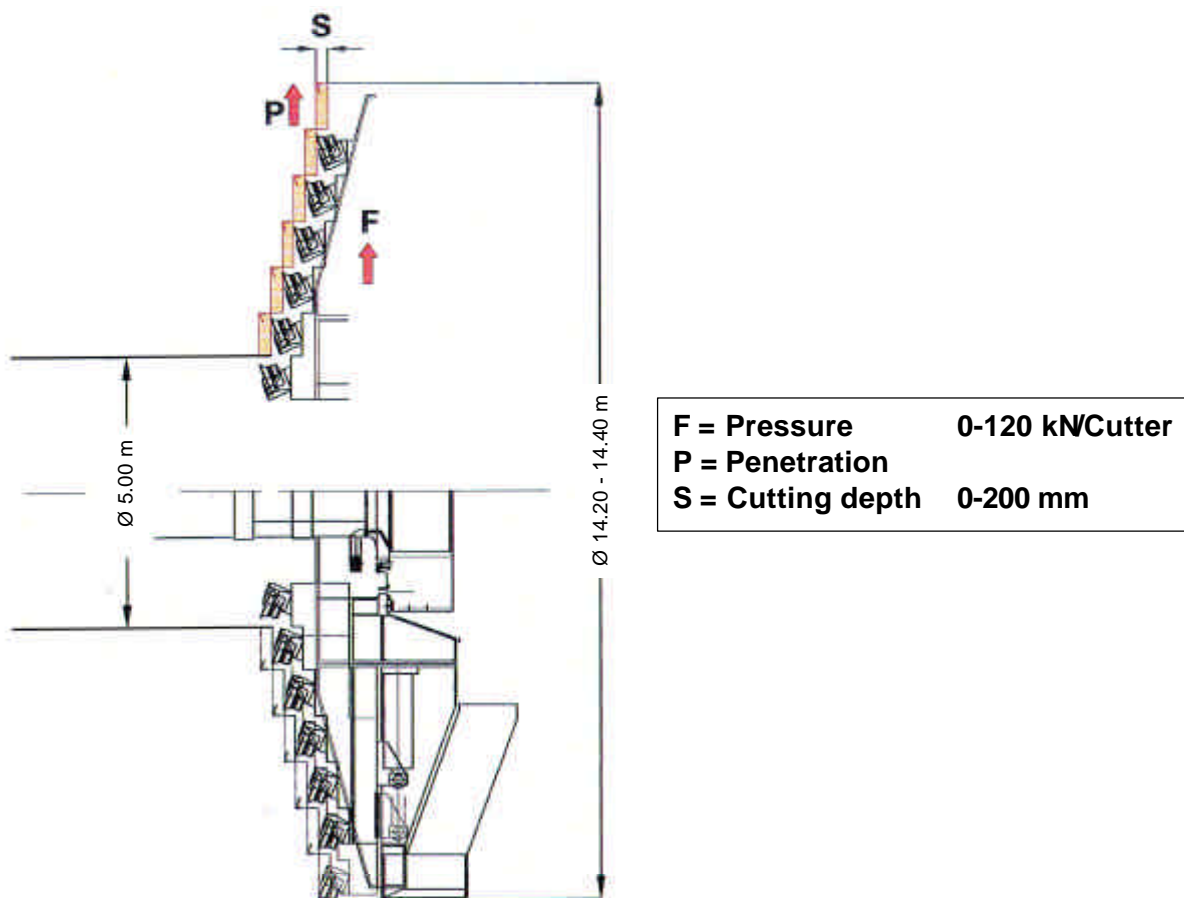 S
P
F
Ø 5.00 m
Ø 14.20 - 14.40 m
F = Pressure 0-120 kN/Cutter
P = Penetration
S = Cutting depth 0-200 mm